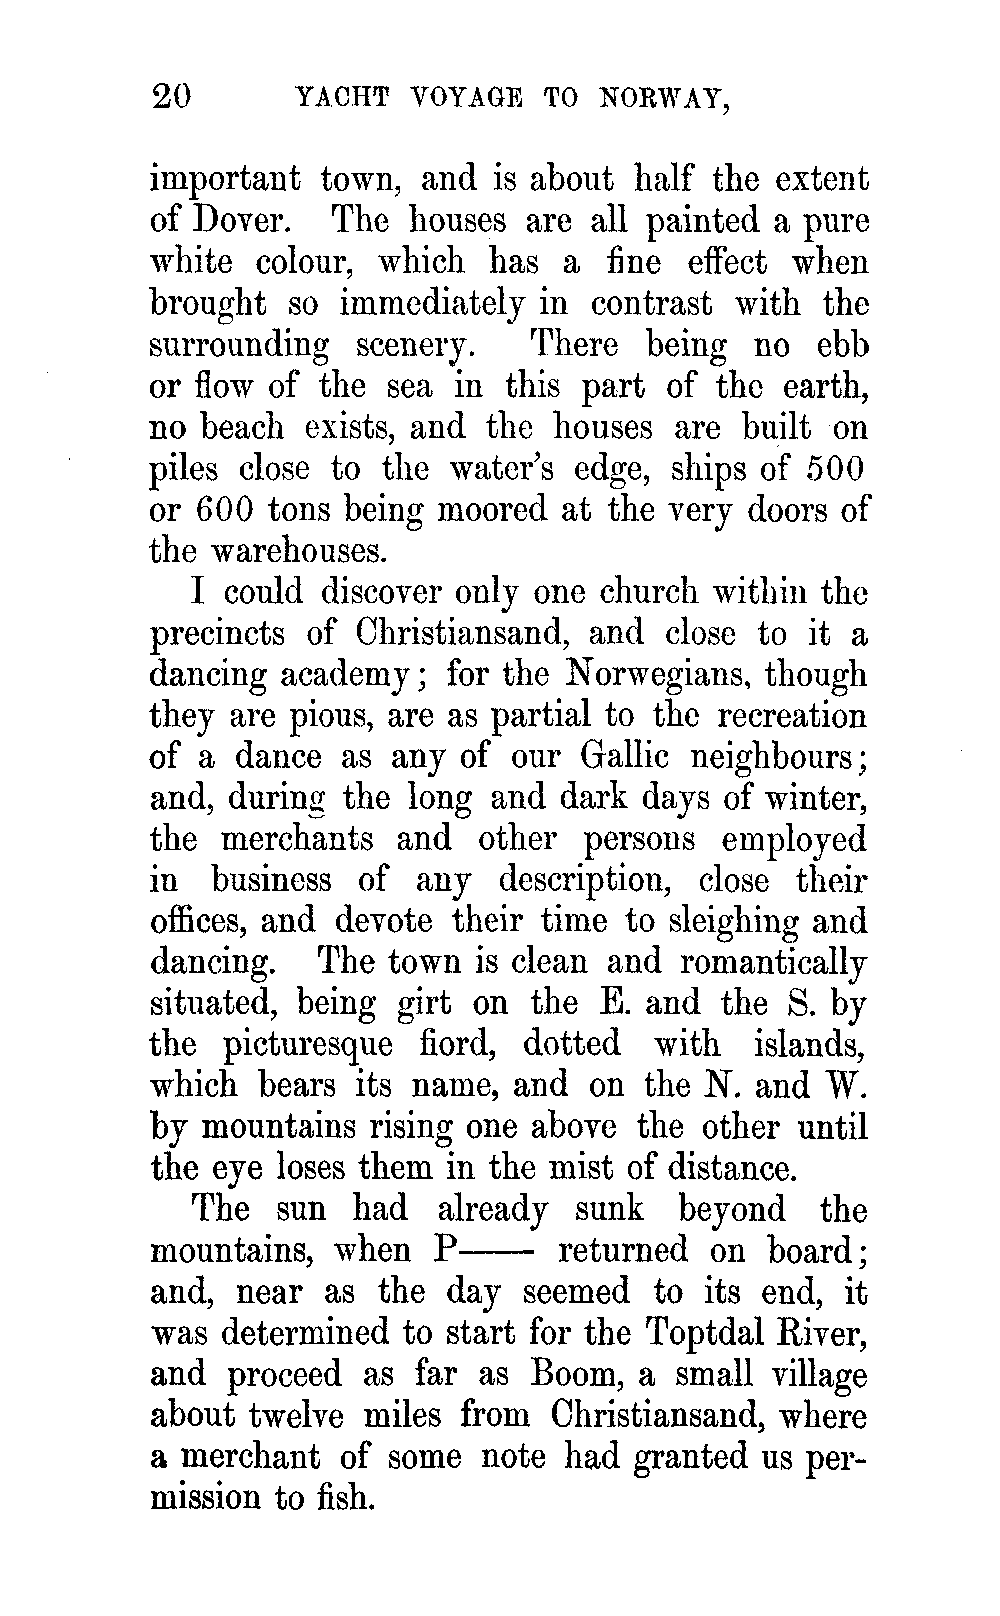 20 YACHT VOYAGE TO NORWAY,
important town, and is about half the extent
of Dover. The houses are all painted a pure
white colour, which has a fine effect when
brought so immediately in contrast with the
surrounding scenery. There being no ebb
or flow of the sea in this part of the earth,
no beach exists, and the houses are built on
piles close to the water's edge, ships of 500
or 600 tons being moored at the very doors of
the warehouses.
I could discover only one church within the
precincts of Christiansand, and close to it a
dancing academy; for the Norwegians, though
they are pious, are as partial to the recreation
of a dance as any of our Gallic neighbours;
and, during the long and dark days of winter,
the merchants and other persons employed
in business of any description, close their
offices, and devote their time to sleighing and
dancing. The town is clean and romantically
situated, being girt on the E. and the S. by
the picturesque fiord, dotted with islands,
which bears its name, and on the N. and W.
by mountains rising one above the other until
the eye loses them in the mist of distance.
The sun had already sunk beyond the
mountains, when P—— returned on board;
and, near as the day seemed to its end, it
was determined to start for the Toptdal River,
and proceed as far as Boom, a small village
about twelve miles from Christiansand, where
a merchant of some note had granted us per-
mission to fish.